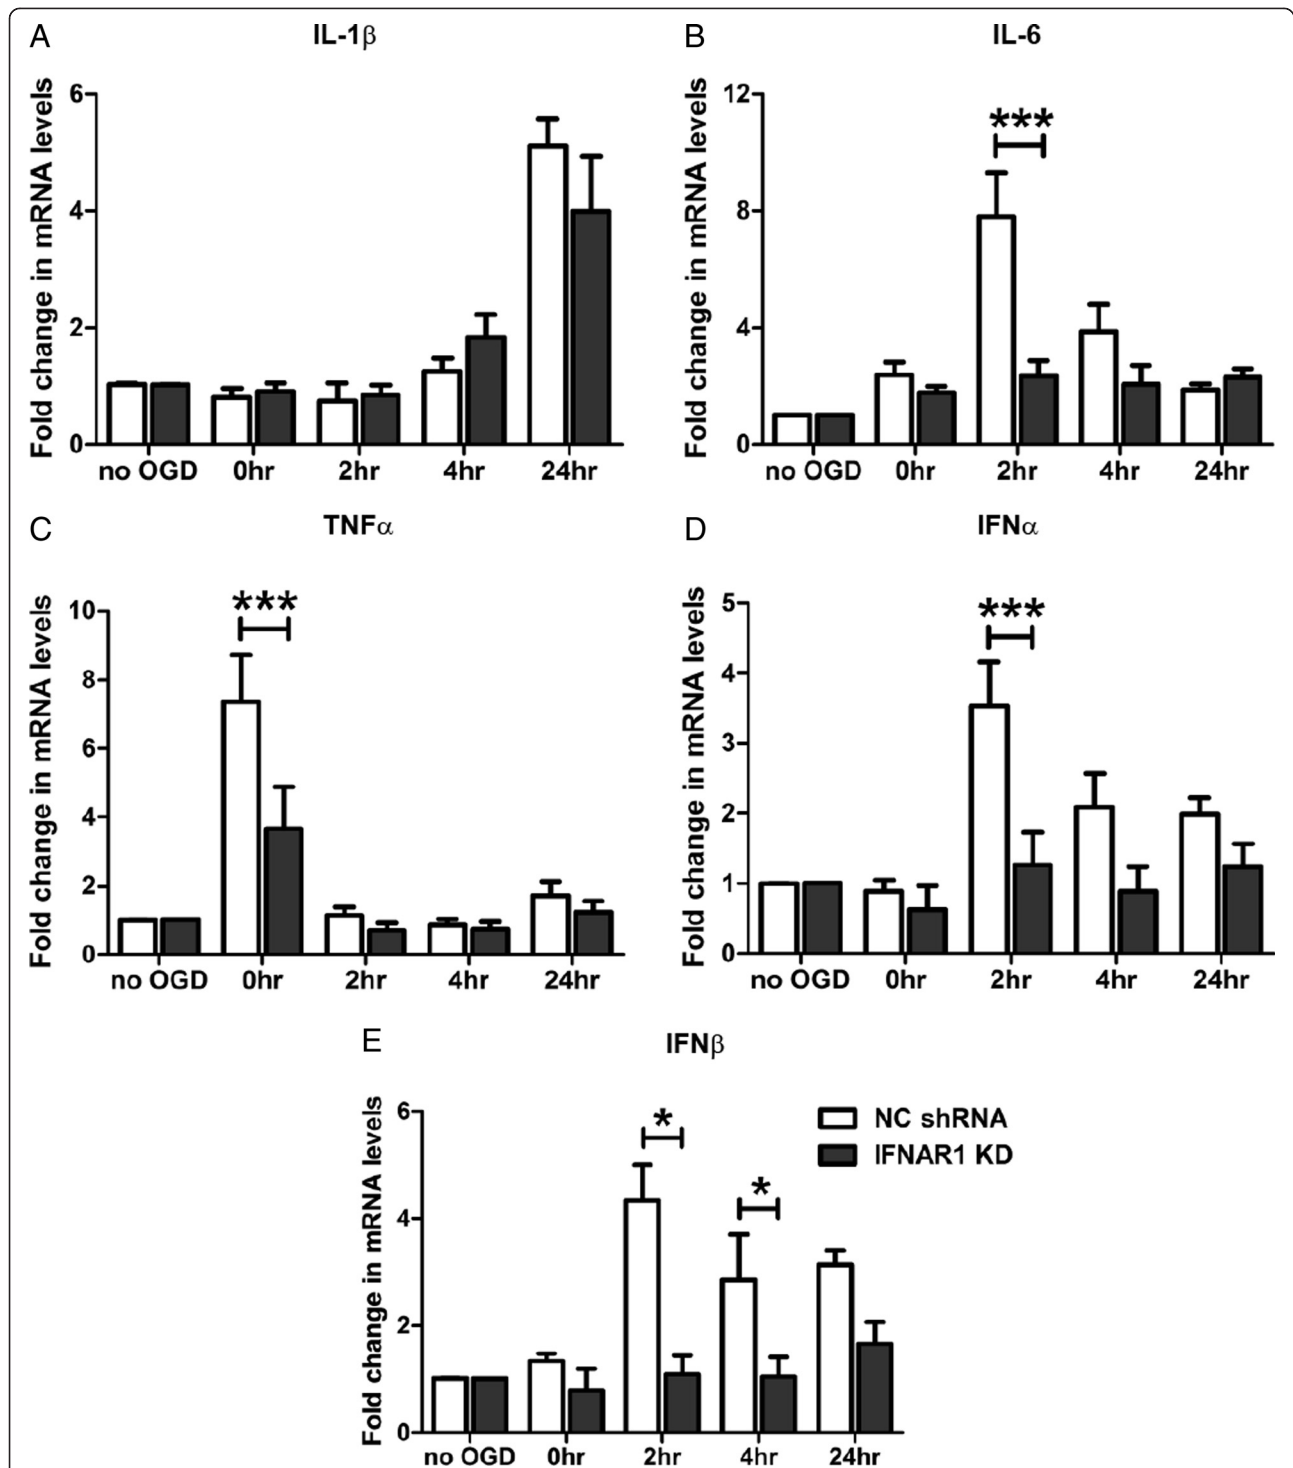 A
IL-1β
Fold change in mRNA levels
6
4
2
0
no OGD 0hr 2hr 4hr 24hr
B
IL-6
Fold change in mRNA levels
12
8
4
0
***
no OGD 0hr 2hr 4hr 24hr
C
TNFα
Fold change in mRNA levels
10
8
6
4
2
0
***
no OGD 0hr 2hr 4hr 24hr
D
IFNα
Fold change in mRNA levels
5
4
3
2
1
0
***
no OGD 0hr 2hr 4hr 24hr
E
IFNβ
Fold change in mRNA levels
6
4
2
0
*
*
no OGD 0hr 2hr 4hr 24hr
NC shRNA
IFNAR1 KD